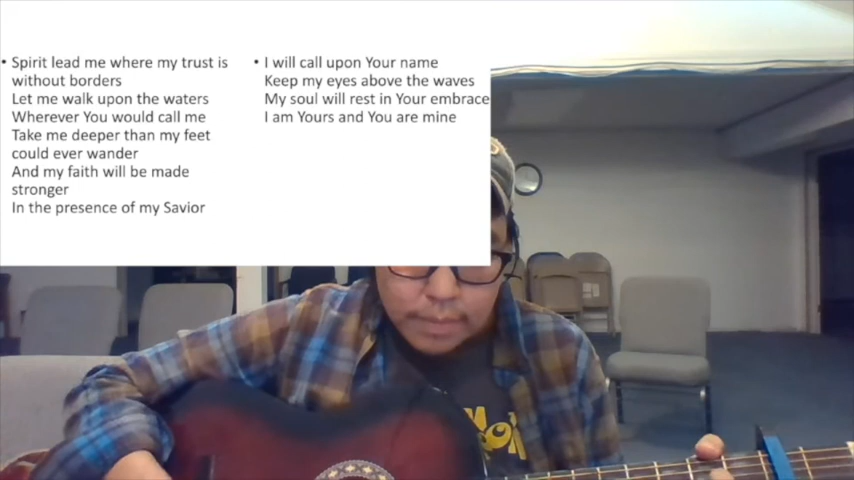 • Spirit lead me where my trust is
without borders
Let me walk upon the waters
Wherever You would call me
Take me deeper than my feet
could ever wander
And my faith will be made
stronger
In the presence of my Savior
• I will call upon Your name
Keep my eyes above the waves
My soul will rest in Your embrace
I am Yours and You are mine